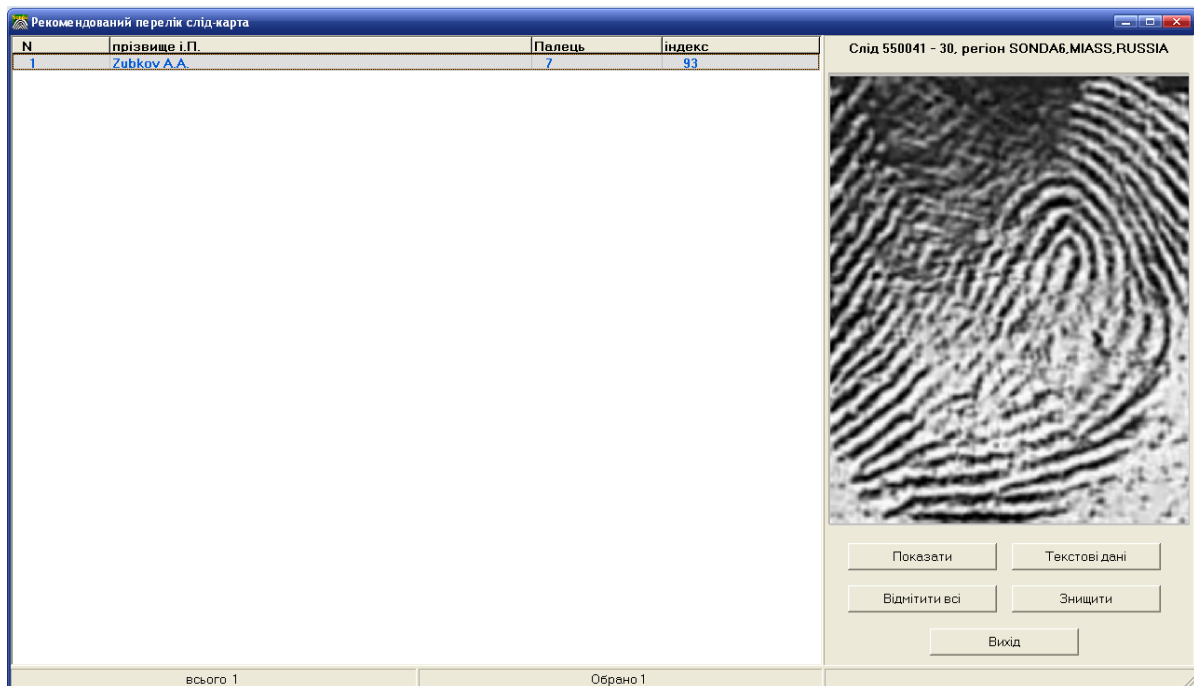 Рекомендований перелік слід-карта
N прізвище і.П. Палець індекс
1 Zubkov A.A. 7 93
Слід 550041 - 30, регіон SONDA6,MIASS,RUSSIA
Показати Текстові дані
Відмітити всі Знищити
Вихід
всього 1 Обрано 1